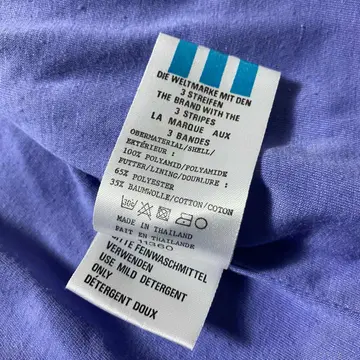 DIE WELTMARKE MIT DEN
3 STREIFEN
THE BRAND WITH THE
3 STRIPES
LA MARQUE AUX
3 BANDES
OBERMATERIAL/SHELL/
EXTÉRIEUR :
100% POLYAMID/POLYAMIDE
FUTTER/LINING/DOUBLURE :
65% POLYESTER
35% BAUMWOLLE/COTTON/COTON
MADE IN THAILAND
FAIT EN THAILANDE
BITTE FEINWASCHMITTEL
VERWENDEN
USE MILD DETERGENT
ONLY
DETERGENT DOUX